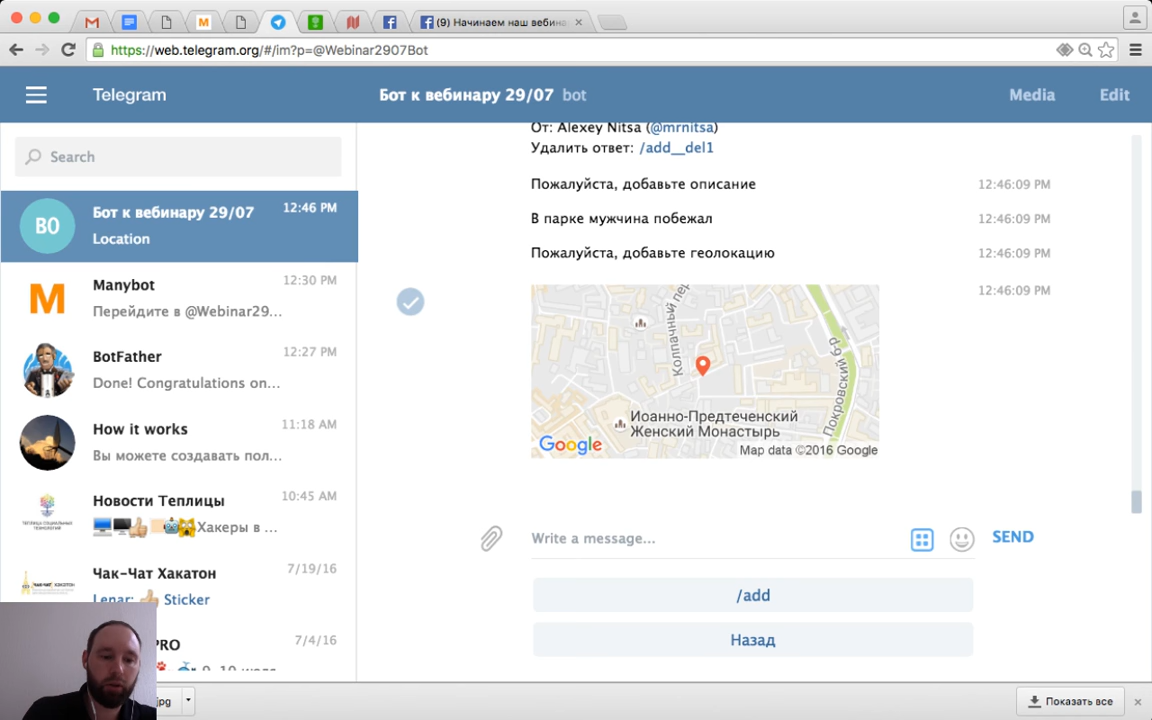 (9) Начинаем наш вебина
https://web.telegram.org/#/im?p=@Webinar2907Bot
Telegram
Бот к вебинару 29/07 bot
Media
Edit
Search
BO
Бот к вебинару 29/07
12:46 PM
Location
M
Manybot
12:30 PM
Перейдите в @Webinar29...
BotFather
12:27 PM
Done! Congratulations on...
How it works
11:18 AM
Вы можете создавать пол...
Новости Теплицы
10:45 AM
Хакеры в ...
Чак-Чат Хакатон
7/19/16
Lenar: Sticker
PRO
7/4/16
От: Alexey Nitsa (@mrnitsa)
Удалить ответ: /add__del1
Пожалуйста, добавьте описание
12:46:09 PM
В парке мужчина побежал
12:46:09 PM
Пожалуйста, добавьте геолокацию
12:46:09 PM
12:46:09 PM
Колпачный пер
Покровский б-р
Иоанно-Предтеченский
Женский Монастырь
Google
Map data ©2016 Google
Write a message...
SEND
/add
Назад
jpg
Показать все